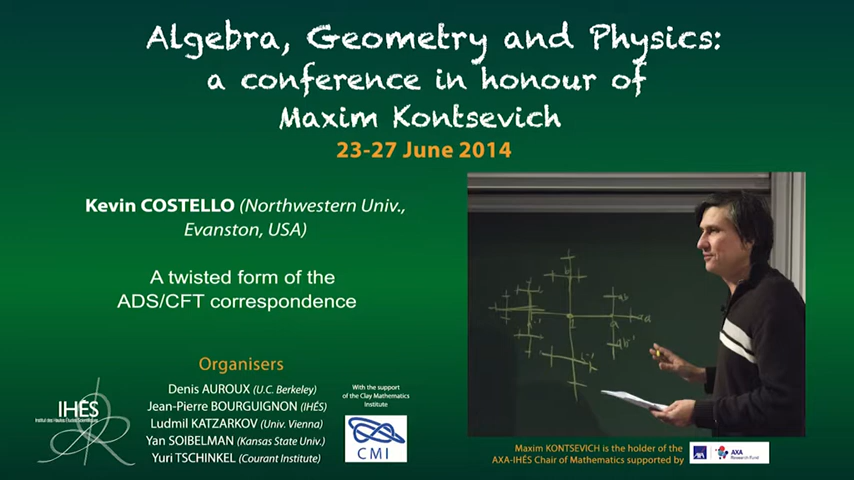 Algebra, Geometry and Physics:
a conference in honour of
Maxim Kontsevich
23-27 June 2014
Kevin COSTELLO (Northwestern Univ.,
Evanston, USA)
A twisted form of the
ADS/CFT correspondence
Organisers
Denis AUROUX (U.C. Berkeley)
Jean-Pierre BOURGUIGNON (IHÉS)
Ludmil KATZARKOV (Univ. Vienna)
Yan SOIBELMAN (Kansas State Univ.)
Yuri TSCHINKEL (Courant Institute)
With the support
of the Clay Mathematics
Institute
CMI
IHÉS
Institut des Hautes Études Scientifiques
Maxim KONTSEVICH is the holder of the
AXA-IHÉS Chair of Mathematics supported by
AXA
Research Fund